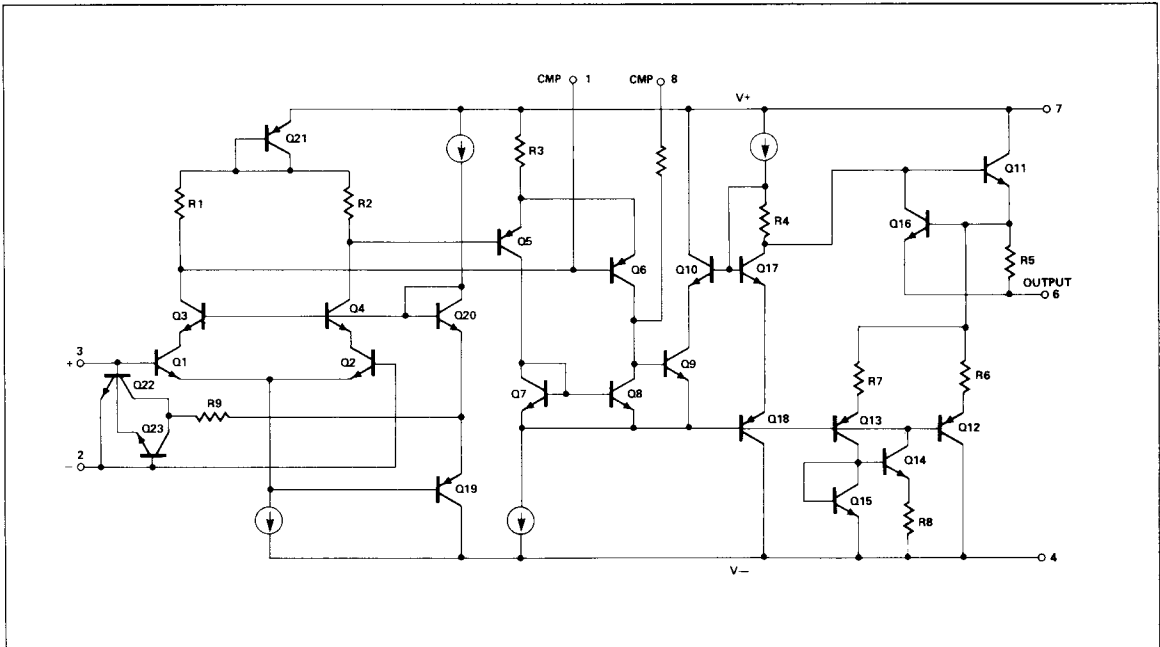 CMP 1 CMP 8
V+
7
Q21
R3
Q11
R1 R2 R4
Q16
Q5
Q6 Q10 Q17 R5
OUTPUT
6
Q3 Q4 Q20
3
+
Q1 Q2 Q9
Q22
R7 R6
Q7 Q8
R9
Q23 Q18 Q13 Q12
2
−
Q14
Q19
Q15
R8
V−
4